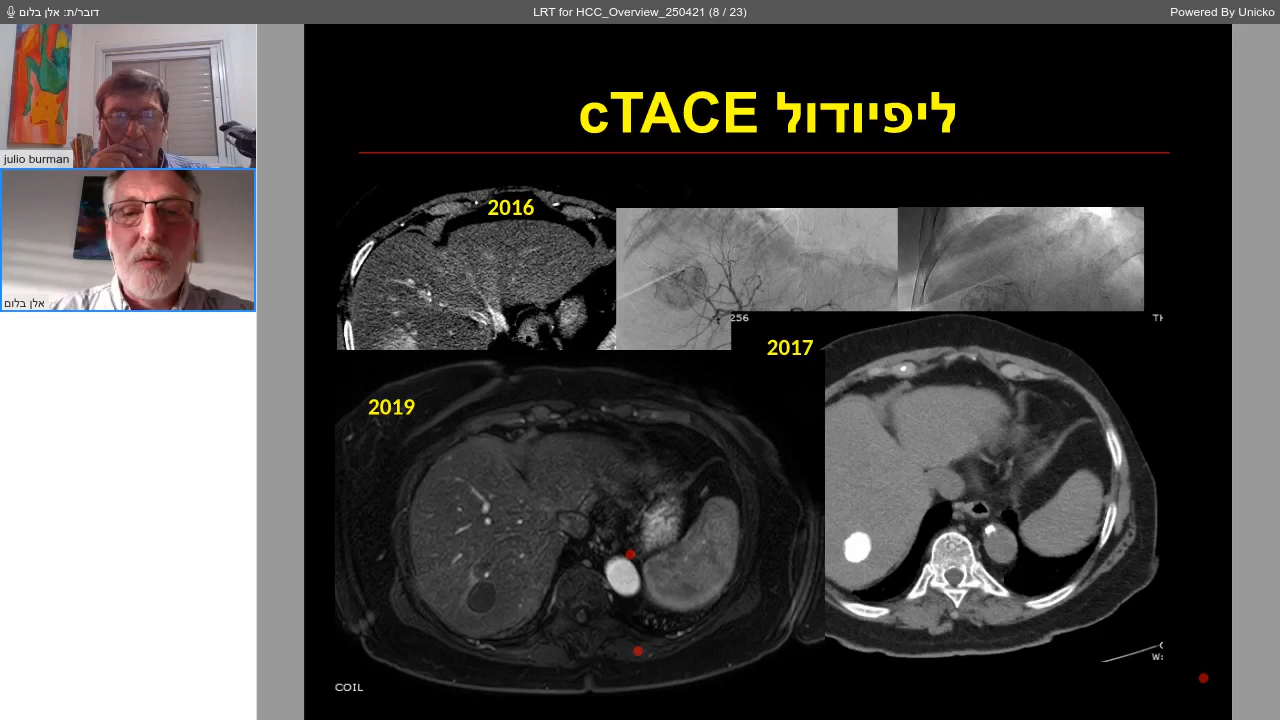 דובר/ת: אלן בלום
LRT for HCC_Overview_250421 (8 / 23)
Powered By Unicko
julio burman
אלן בלום
cTACE ליפיודול
2016
256
2017
2019
COIL